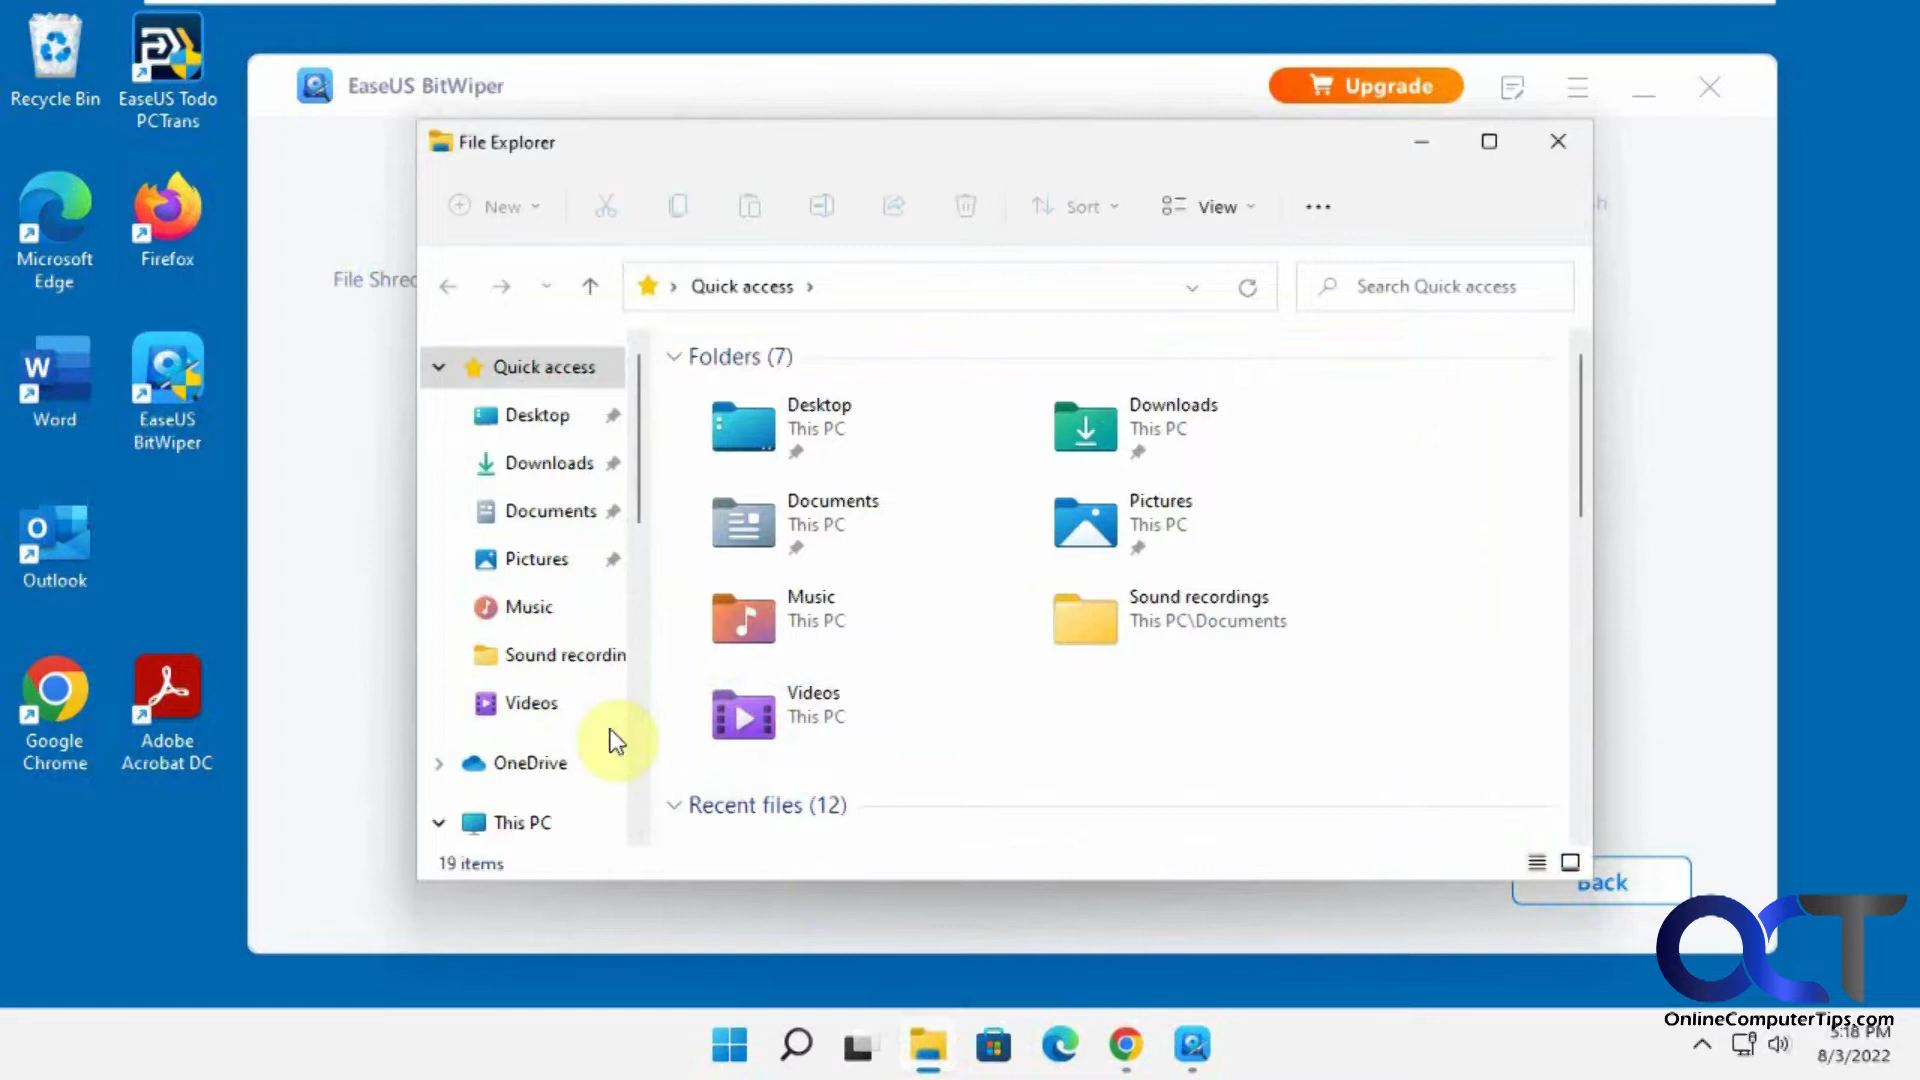 Recycle Bin
EaseUS Todo
PCTrans
Microsoft
Edge
Firefox
W
Word
EaseUS
BitWiper
O
Outlook
Google
Chrome
Adobe
Acrobat DC
EaseUS BitWiper
Upgrade
File Shred
File Explorer
New
Sort
View
Quick access
Search Quick access
Quick access
Desktop
Downloads
Documents
Pictures
Music
Sound recordin
Videos
OneDrive
This PC
19 items
Folders (7)
Desktop
This PC
Downloads
This PC
Documents
This PC
Pictures
This PC
Music
This PC
Sound recordings
This PC\Documents
Videos
This PC
Recent files (12)
Back
OCT
OnlineComputerTips.com
5:18 PM
8/3/2022